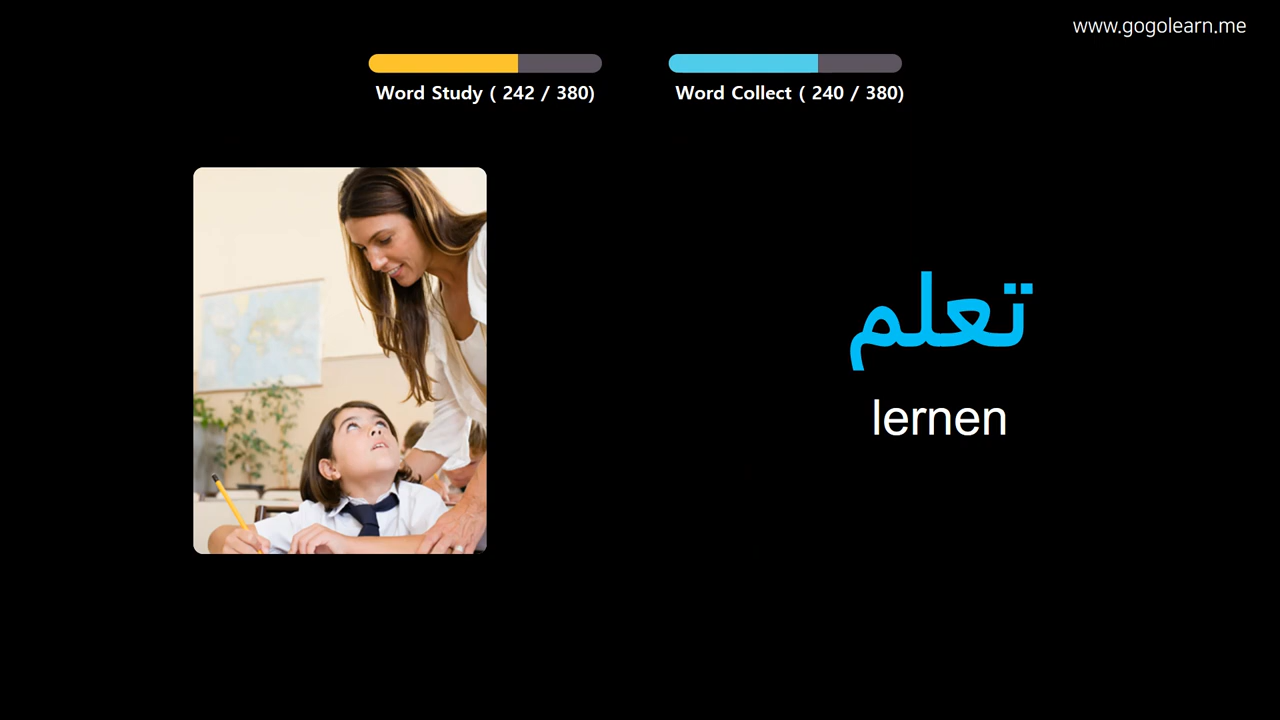 www.gogolearn.me
Word Study ( 242 / 380)
Word Collect ( 240 / 380)
تعلم
lernen